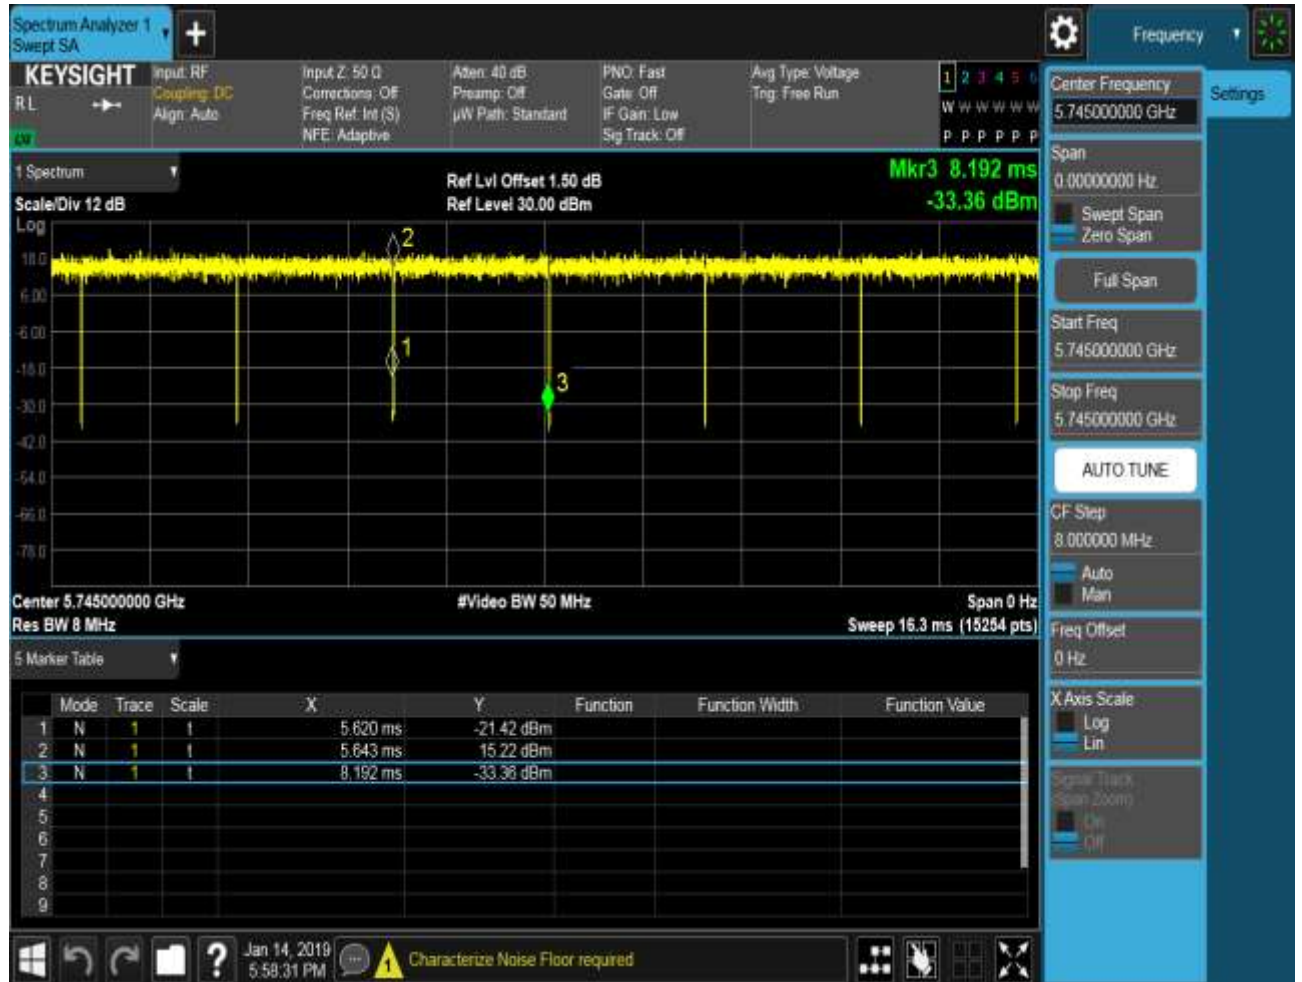 Spectrum Analyzer 1
Swept SA
Frequency
KEYSIGHT
RL
Input: RF
Coupling: DC
Align: Auto
Input Z: 50 Ω
Corrections: Off
Freq Ref: Int (S)
NFE: Adaptive
Atten: 40 dB
Preamp: Off
µW Path: Standard
PNO: Fast
Gate: Off
IF Gain: Low
Sig Track: Off
Avg Type: Voltage
Trig: Free Run
1 2 3 4 5 6
W W W W W W
P P P P P P
1 Spectrum
Scale/Div 12 dB
Log
Ref Lvl Offset 1.50 dB
Ref Level 30.00 dBm
Mkr3 8.192 ms
-33.36 dBm
18.0
6.00
-6.00
-18.0
-30.0
-42.0
-54.0
-66.0
-78.0
2
1
3
Center 5.745000000 GHz
#Video BW 50 MHz
Span 0 Hz
Res BW 8 MHz
Sweep 16.3 ms (15254 pts)
5 Marker Table
Mode Trace Scale X Y Function Function Width Function Value
1 N 1 t 5.620 ms -21.42 dBm
2 N 1 t 5.643 ms 15.22 dBm
3 N 1 t 8.192 ms -33.36 dBm
4
5
6
7
8
9
Jan 14, 2019
5:58:31 PM
1
Characterize Noise Floor required
?
Center Frequency
5.745000000 GHz
Settings
Span
0.00000000 Hz
Swept Span
Zero Span
Full Span
Start Freq
5.745000000 GHz
Stop Freq
5.745000000 GHz
AUTO TUNE
CF Step
8.000000 MHz
Auto
Man
Freq Offset
0 Hz
X Axis Scale
Log
Lin
Signal Track
(Span Zoom)
On
Off